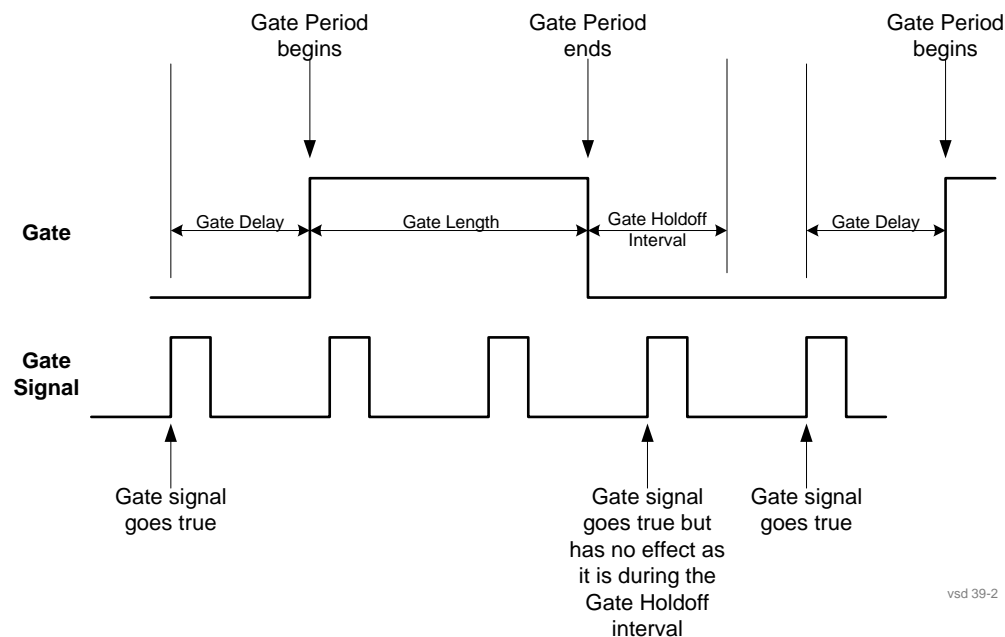 Gate Period
begins
Gate Period
ends
Gate Period
begins
Gate
Gate Delay
Gate Length
Gate Holdoff
Interval
Gate Delay
Gate
Signal
Gate signal
goes true
Gate signal
goes true but
has no effect as
it is during the
Gate Holdoff
interval
Gate signal
goes true
vsd 39-2